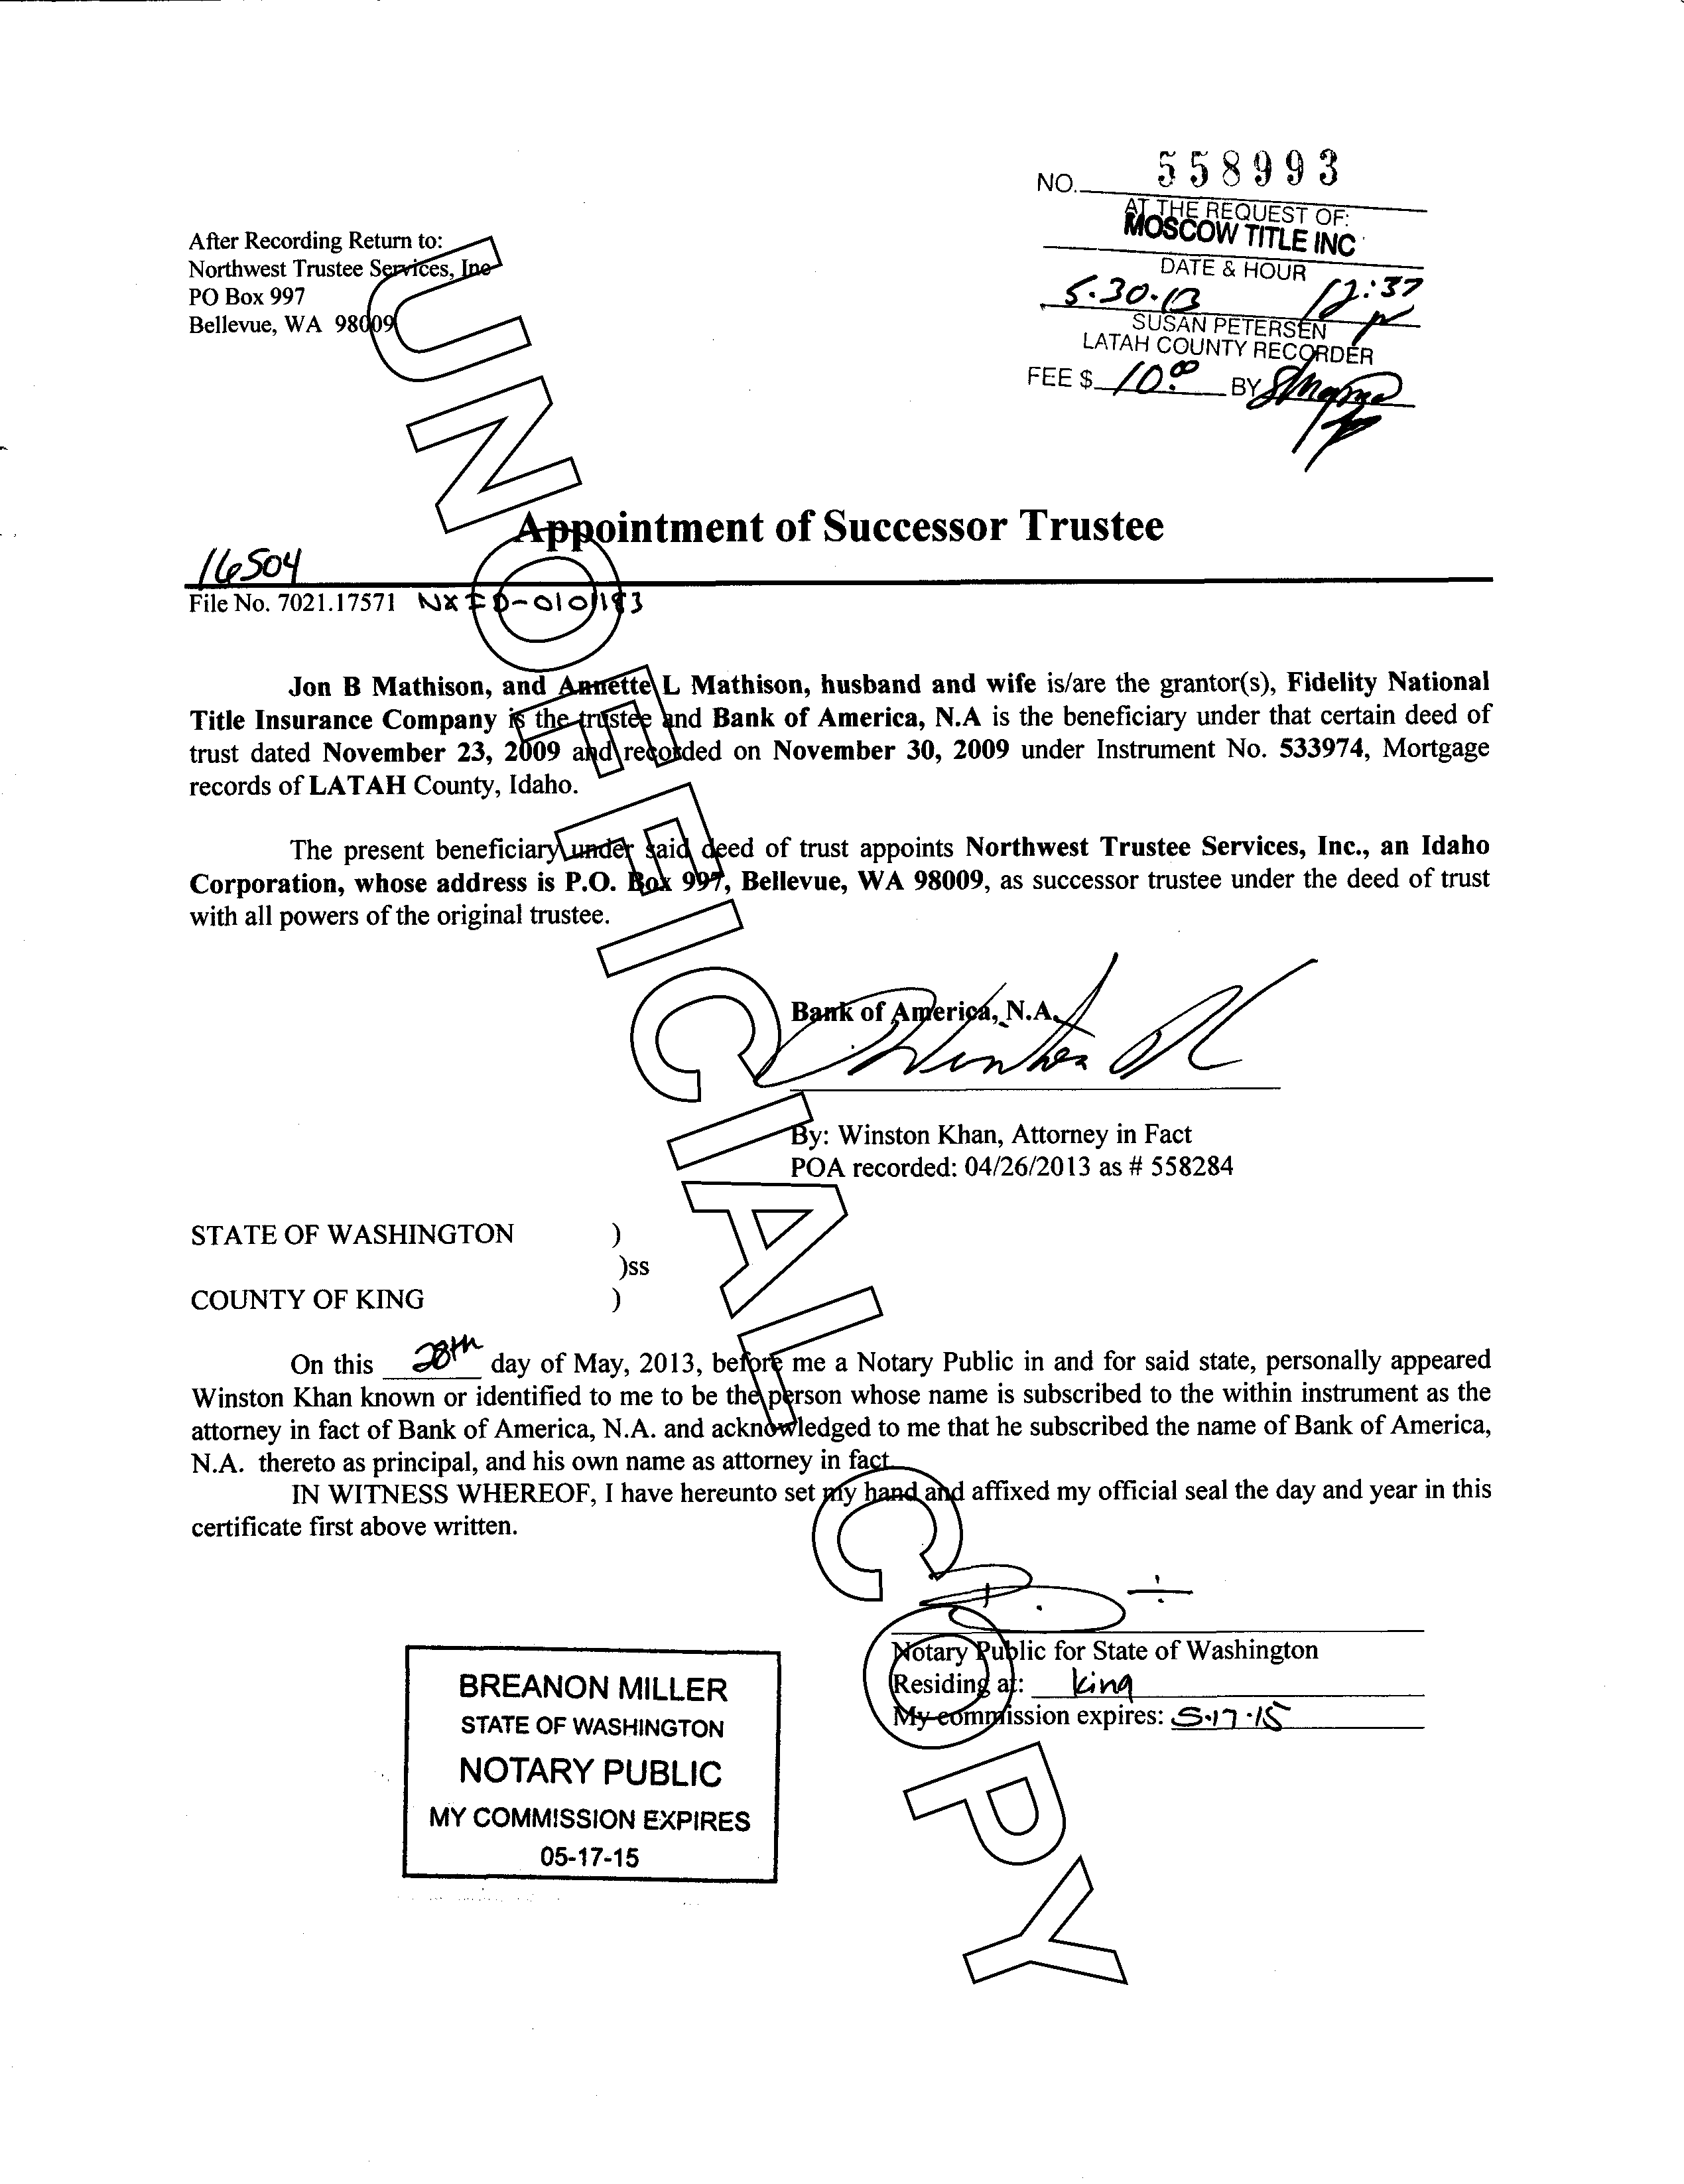 NO. 558993
AT THE REQUEST OF:
MOSCOW TITLE INC
DATE & HOUR
5.30.13 12:37
SUSAN PETERSEN
LATAH COUNTY RECORDER
FEE $ 10.00 BY
After Recording Return to:
Northwest Trustee Services, Inc
PO Box 997
Bellevue, WA 98009
Appointment of Successor Trustee
16504
File No. 7021.17571
Jon B Mathison, and Annette L Mathison, husband and wife is/are the grantor(s), Fidelity National
Title Insurance Company is the trustee and Bank of America, N.A is the beneficiary under that certain deed of
trust dated November 23, 2009 and recorded on November 30, 2009 under Instrument No. 533974, Mortgage
records of LATAH County, Idaho.
The present beneficiary under said deed of trust appoints Northwest Trustee Services, Inc., an Idaho
Corporation, whose address is P.O. Box 997, Bellevue, WA 98009, as successor trustee under the deed of trust
with all powers of the original trustee.
Bank of America, N.A.
By: Winston Khan, Attorney in Fact
POA recorded: 04/26/2013 as # 558284
STATE OF WASHINGTON )
)ss
COUNTY OF KING )
On this 28th day of May, 2013, before me a Notary Public in and for said state, personally appeared
Winston Khan known or identified to me to be the person whose name is subscribed to the within instrument as the
attorney in fact of Bank of America, N.A. and acknowledged to me that he subscribed the name of Bank of America,
N.A. thereto as principal, and his own name as attorney in fact
IN WITNESS WHEREOF, I have hereunto set my hand and affixed my official seal the day and year in this
certificate first above written.
Notary Public for State of Washington
Residing at: King
My commission expires: 5.17.15
BREANON MILLER
STATE OF WASHINGTON
NOTARY PUBLIC
MY COMMISSION EXPIRES
05-17-15
UNOFFICIAL COPY